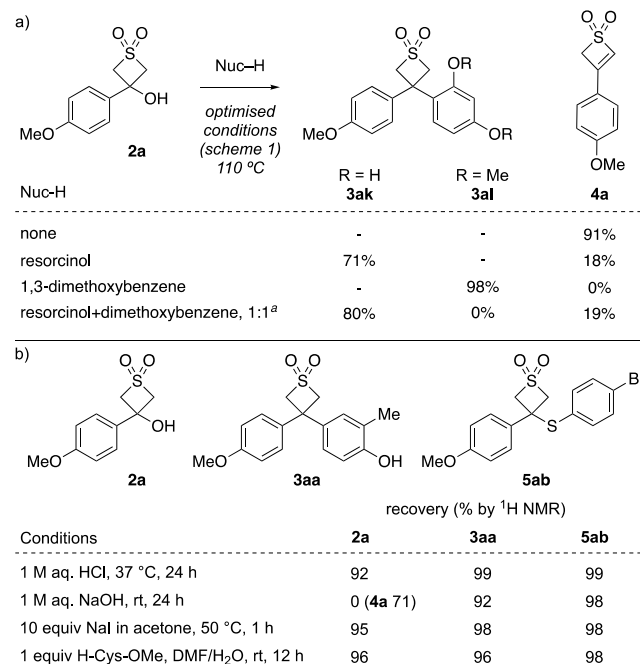 a)
O O
S
OH
MeO
2a
Nuc–H
optimised
conditions
(scheme 1)
110 ºC
O O
S
OR
MeO
OR
R = H
3ak
R = Me
3al
O O
S
OMe
4a
Nuc-H
none - - 91%
resorcinol 71% - 18%
1,3-dimethoxybenzene - 98% 0%
resorcinol+dimethoxybenzene, 1:1a 80% 0% 19%
b)
O O
S
OH
MeO
2a
O O
S
Me
MeO
OH
3aa
O O
S
B
S
MeO
5ab
recovery (% by 1H NMR)
Conditions 2a 3aa 5ab
1 M aq. HCl, 37 °C, 24 h 92 99 99
1 M aq. NaOH, rt, 24 h 0 (4a 71) 92 98
10 equiv NaI in acetone, 50 °C, 1 h 95 98 98
1 equiv H-Cys-OMe, DMF/H2O, rt, 12 h 96 96 98